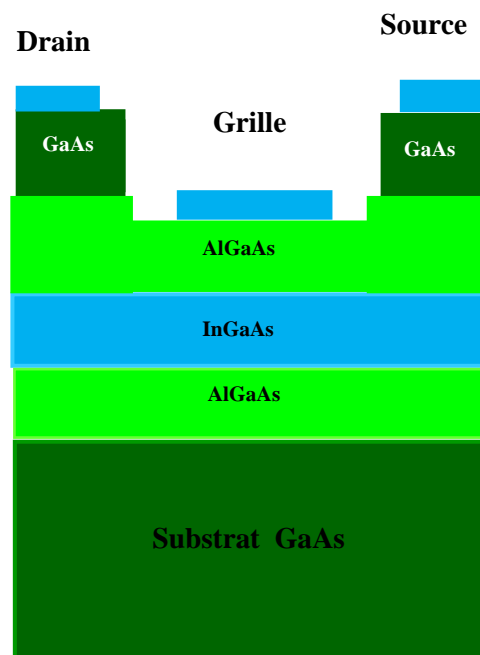 Drain
Source
Grille
GaAs
GaAs
AlGaAs
InGaAs
AlGaAs
Substrat GaAs